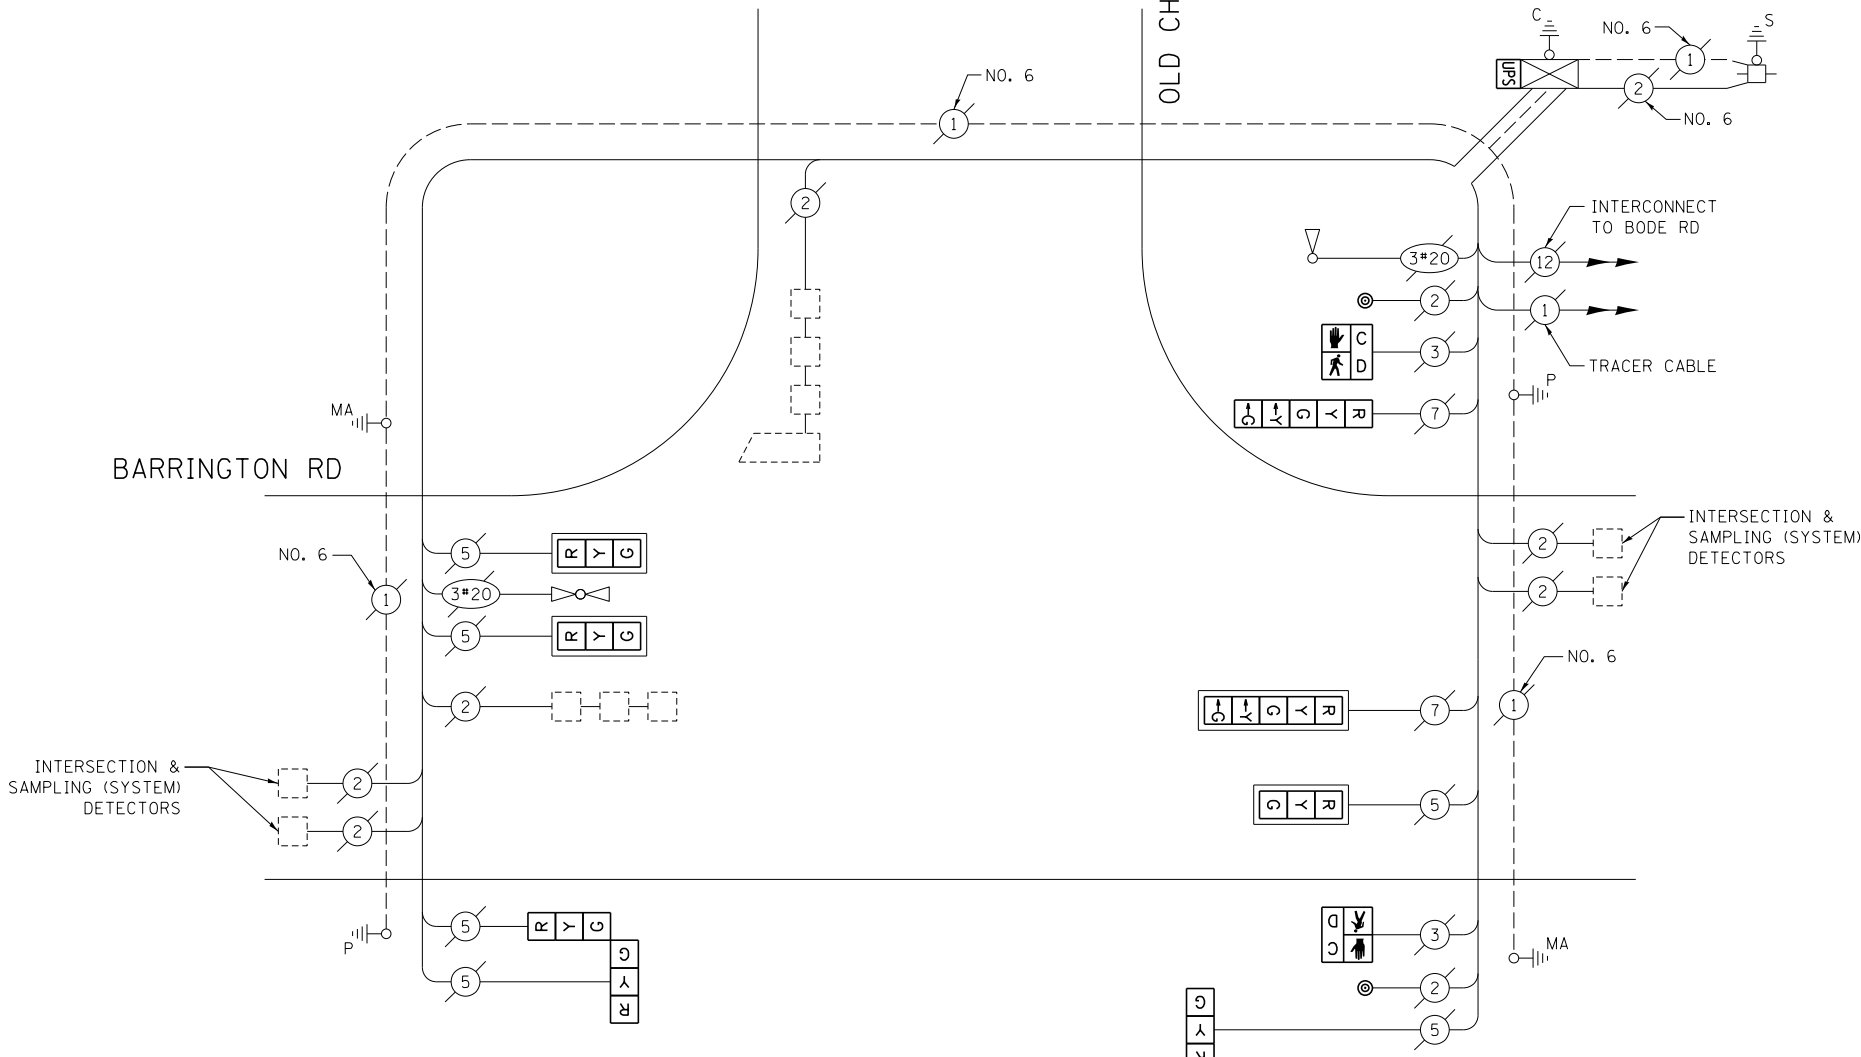 OLD CH
C
NO. 6
1
S
UPS
2
NO. 6
NO. 6
1
2
INTERCONNECT
TO BODE RD
3#20
12
2
1
C
D
3
TRACER CABLE
P
MA
G Y G Y R
7
BARRINGTON RD
INTERSECTION &
SAMPLING (SYSTEM)
DETECTORS
2
2
NO. 6
1
5
R Y G
3#20
5
R Y G
2
NO. 6
1
G Y G Y R
7
INTERSECTION &
SAMPLING (SYSTEM)
DETECTORS
2
2
G Y R
5
5
R Y G
P
5
G
Y
R
D
C
3
MA
2
G
Y
R
5